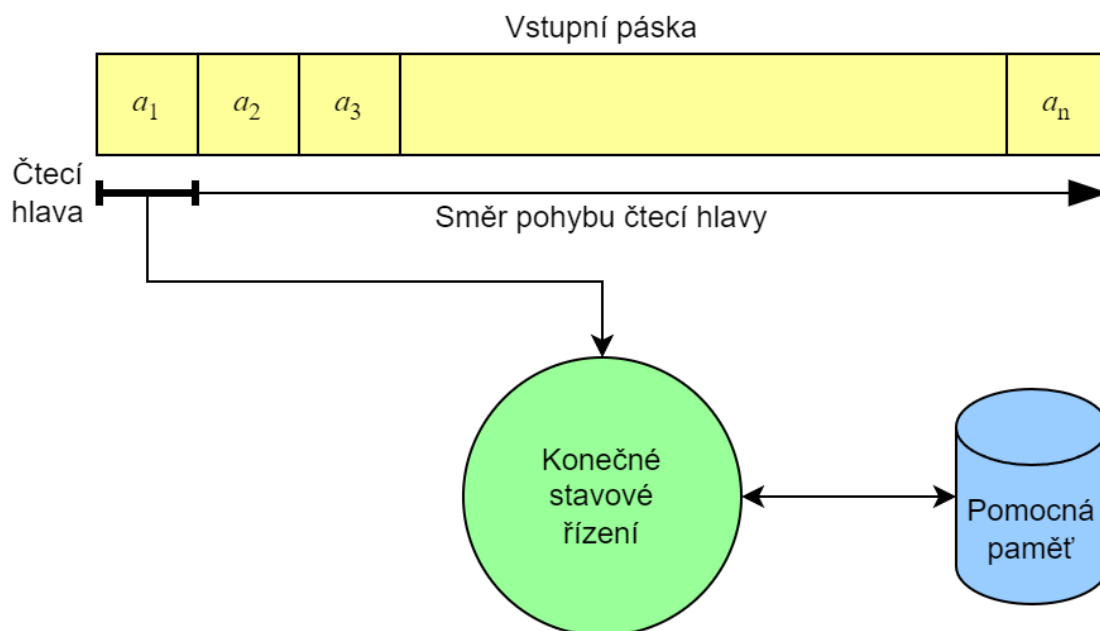 Vstupní páska
a1 a2 a3 an
Čtecí
hlava
Směr pohybu čtecí hlavy
Konečné
stavové
řízení
Pomocná
paměť